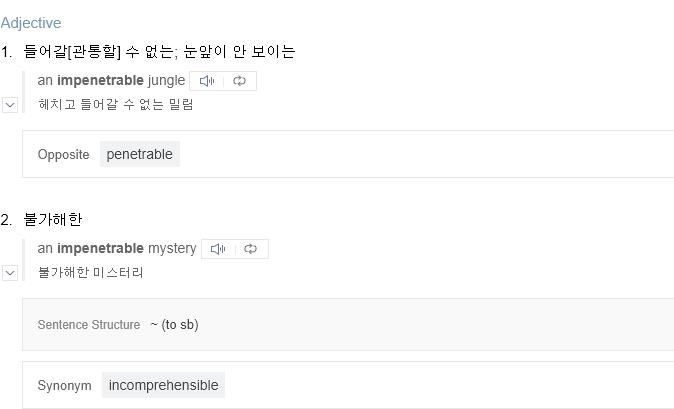 Adjective
1. 들어갈[관통할] 수 없는; 눈앞이 안 보이는
an impenetrable jungle
헤치고 들어갈 수 없는 밀림
Opposite penetrable
2. 불가해한
an impenetrable mystery
불가해한 미스터리
Sentence Structure ~ (to sb)
Synonym incomprehensible